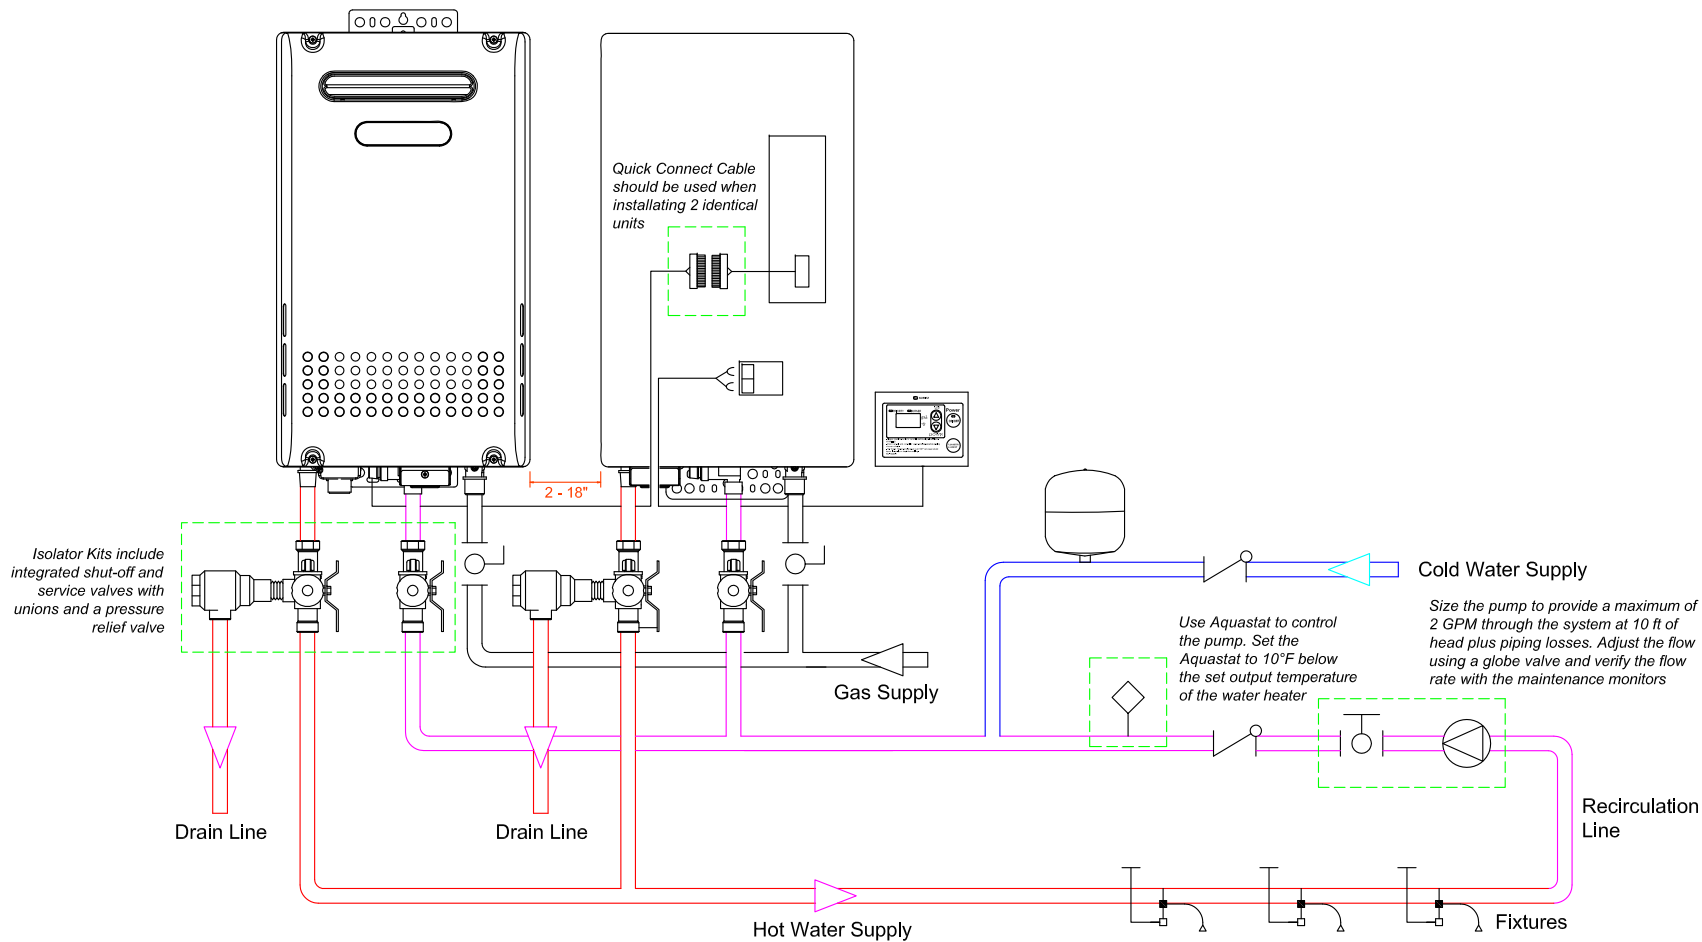 Quick Connect Cable
should be used when
installating 2 identical
units
Power
2 - 18"
Isolator Kits include
integrated shut-off and
service valves with
unions and a pressure
relief valve
Cold Water Supply
Size the pump to provide a maximum of
2 GPM through the system at 10 ft of
head plus piping losses. Adjust the flow
using a globe valve and verify the flow
rate with the maintenance monitors
Use Aquastat to control
the pump. Set the
Aquastat to 10°F below
the set output temperature
of the water heater
Gas Supply
Drain Line
Drain Line
Recirculation
Line
Fixtures
Hot Water Supply